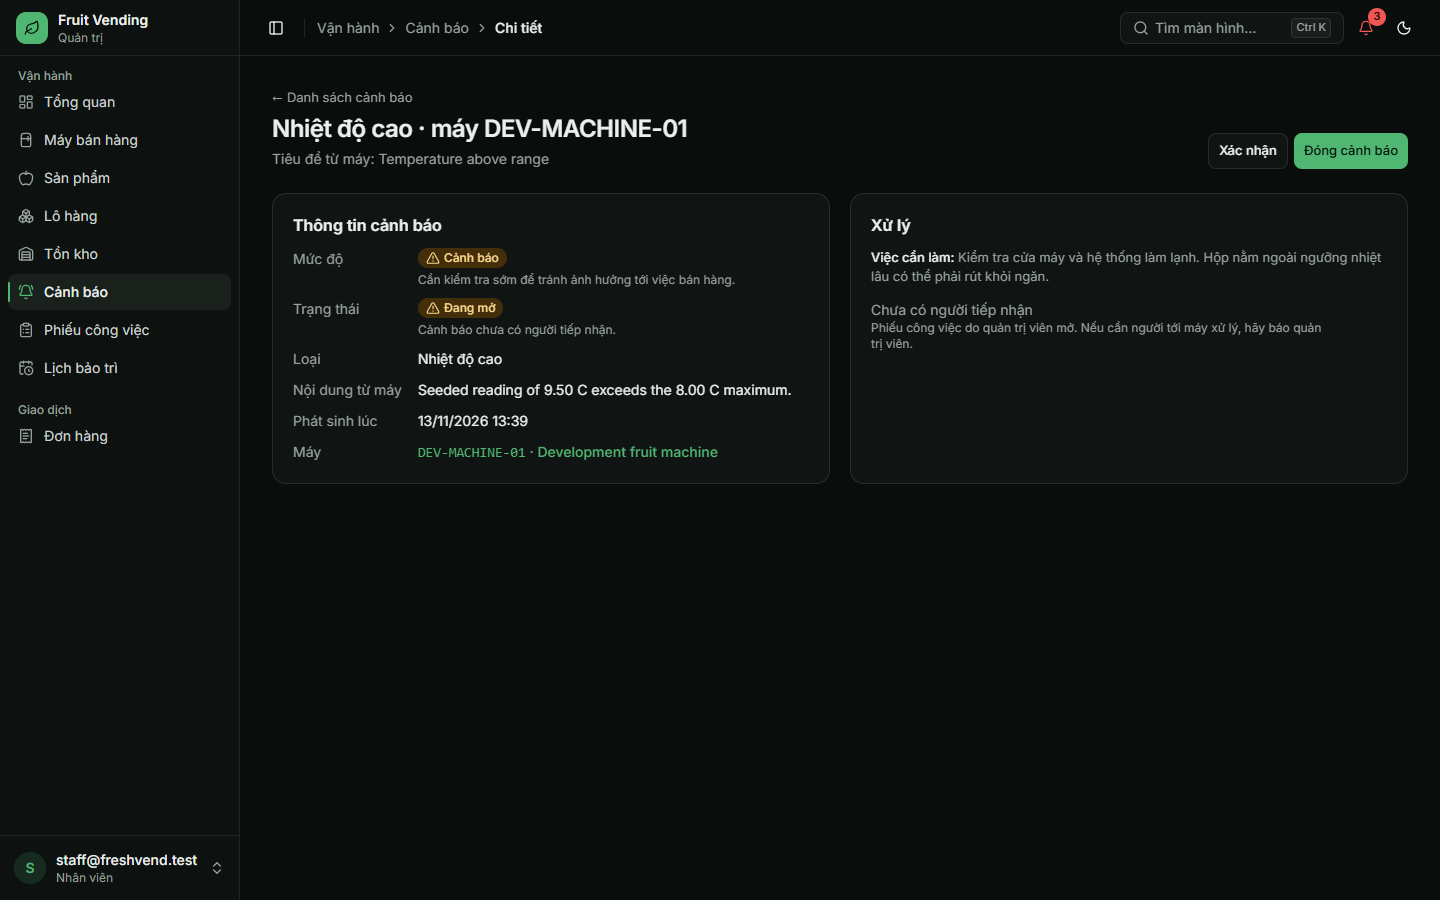 Fruit Vending
Quản trị
Vận hành
Tổng quan
Máy bán hàng
Sản phẩm
Lô hàng
Tồn kho
Cảnh báo
Phiếu công việc
Lịch bảo trì
Giao dịch
Đơn hàng
staff@freshvend.test
Nhân viên
S
Vận hành > Cảnh báo > Chi tiết
Tìm màn hình...
Ctrl K
3
← Danh sách cảnh báo
Nhiệt độ cao · máy DEV-MACHINE-01
Tiêu đề từ máy: Temperature above range
Xác nhận
Đóng cảnh báo
Thông tin cảnh báo
Mức độ
Cảnh báo
Cần kiểm tra sớm để tránh ảnh hưởng tới việc bán hàng.
Trạng thái
Đang mở
Cảnh báo chưa có người tiếp nhận.
Loại
Nhiệt độ cao
Nội dung từ máy
Seeded reading of 9.50 C exceeds the 8.00 C maximum.
Phát sinh lúc
13/11/2026 13:39
Máy
DEV-MACHINE-01 · Development fruit machine
Xử lý
Việc cần làm: Kiểm tra cửa máy và hệ thống làm lạnh. Hộp nằm ngoài ngưỡng nhiệt
lâu có thể phải rút khỏi ngăn.
Chưa có người tiếp nhận
Phiếu công việc do quản trị viên mở. Nếu cần người tới máy xử lý, hãy báo quản
trị viên.